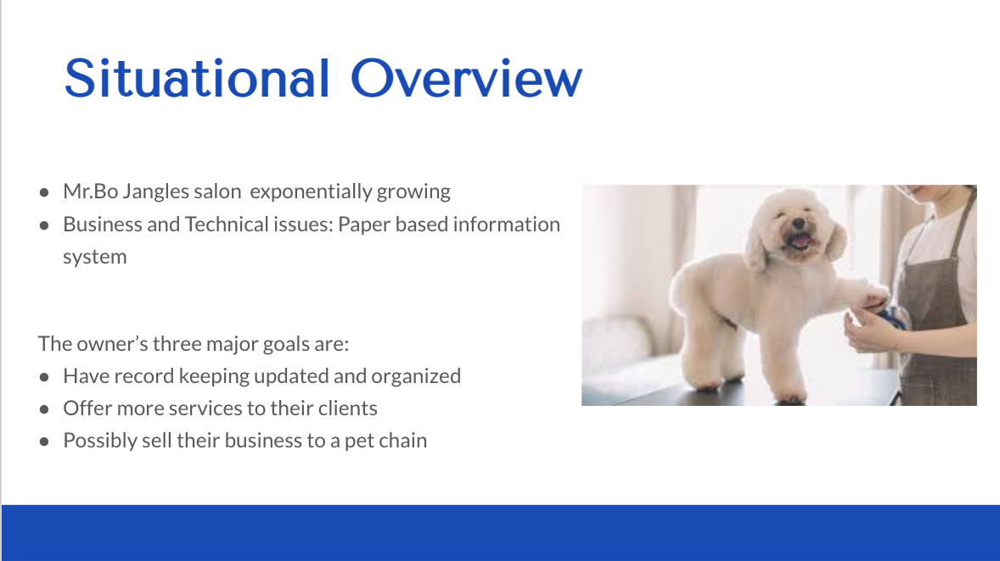 Situational Overview
● Mr.Bo Jangles salon  exponentially growing
● Business and Technical issues: Paper based information
system
The owner’s three major goals are:
● Have record keeping updated and organized
● Offer more services to their clients
● Possibly sell their business to a pet chain